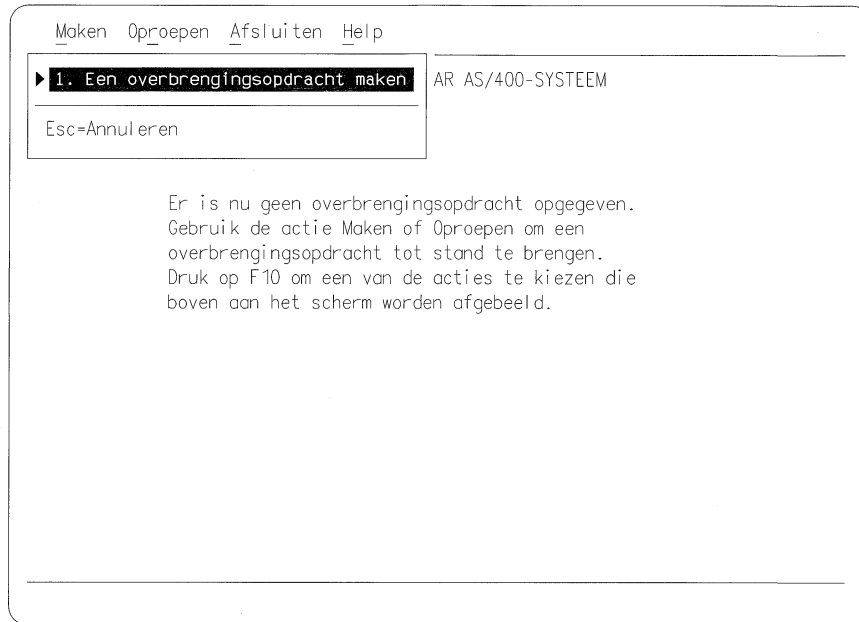 Maken Oproepen Afsluiten Help
1. Een overbrengingsopdracht maken
AR AS/400-SYSTEEM
Esc=Annuleren
Er is nu geen overbrengingsopdracht opgegeven.
Gebruik de actie Maken of Oproepen om een
overbrengingsopdracht tot stand te brengen.
Druk op F10 om een van de acties te kiezen die
boven aan het scherm worden afgebeeld.